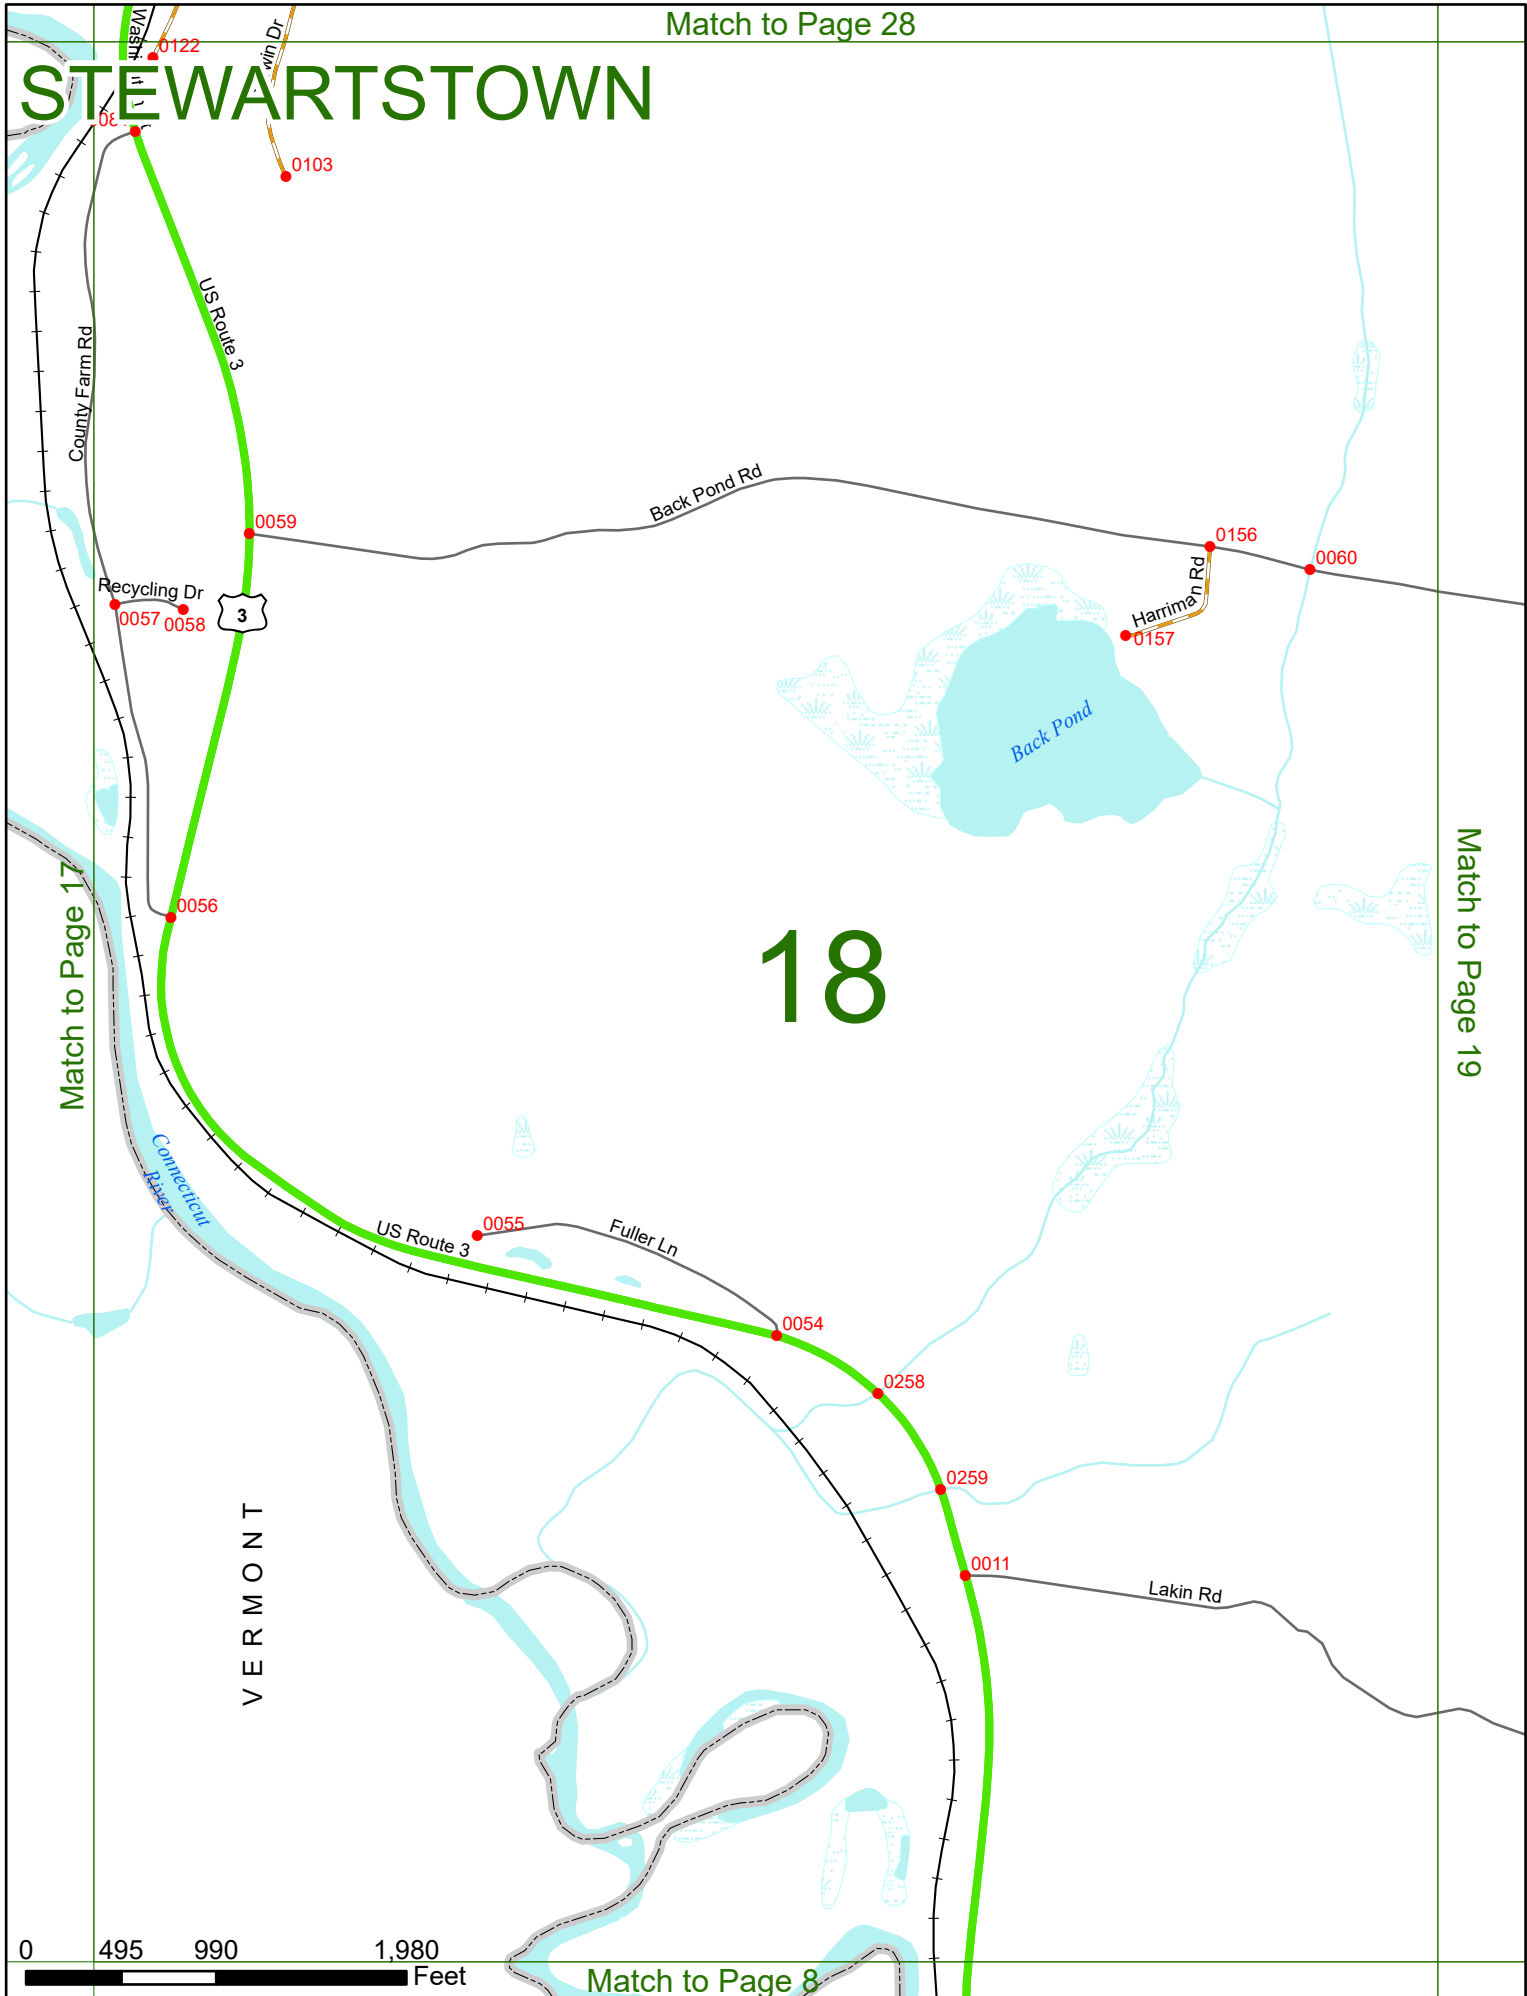 Match to Page 28
0122
STEWARTSTOWN
0103
US Route 3
County Farm Rd
Back Pond Rd
0059
0156
0060
Recycling Dr
0057
0058
3
Harriman Rd
0157
Back Pond
Match to Page 17
0056
18
Match to Page 19
Connecticut
River
0055
Fuller Ln
US Route 3
0054
0258
0259
0011
Lakin Rd
VERMONT
0 495 990 1,980
Feet
Match to Page 8